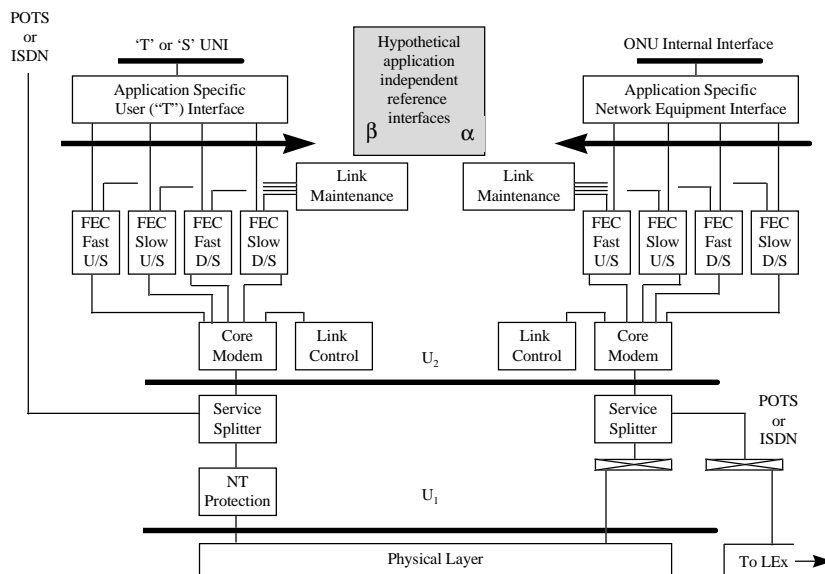 POTS
or
ISDN
‘T’ or ‘S’ UNI
Hypothetical
application
independent
reference
interfaces
β α
ONU Internal Interface
Application Specific
User (“T”) Interface
Application Specific
Network Equipment Interface
Link
Maintenance
Link
Maintenance
FEC
Fast
U/S
FEC
Slow
U/S
FEC
Fast
D/S
FEC
Slow
D/S
FEC
Fast
U/S
FEC
Slow
U/S
FEC
Fast
D/S
FEC
Slow
D/S
Core
Modem
Link
Control
U2
Link
Control
Core
Modem
Service
Splitter
Service
Splitter
POTS
or
ISDN
NT
Protection
U1
Physical Layer
To LEx